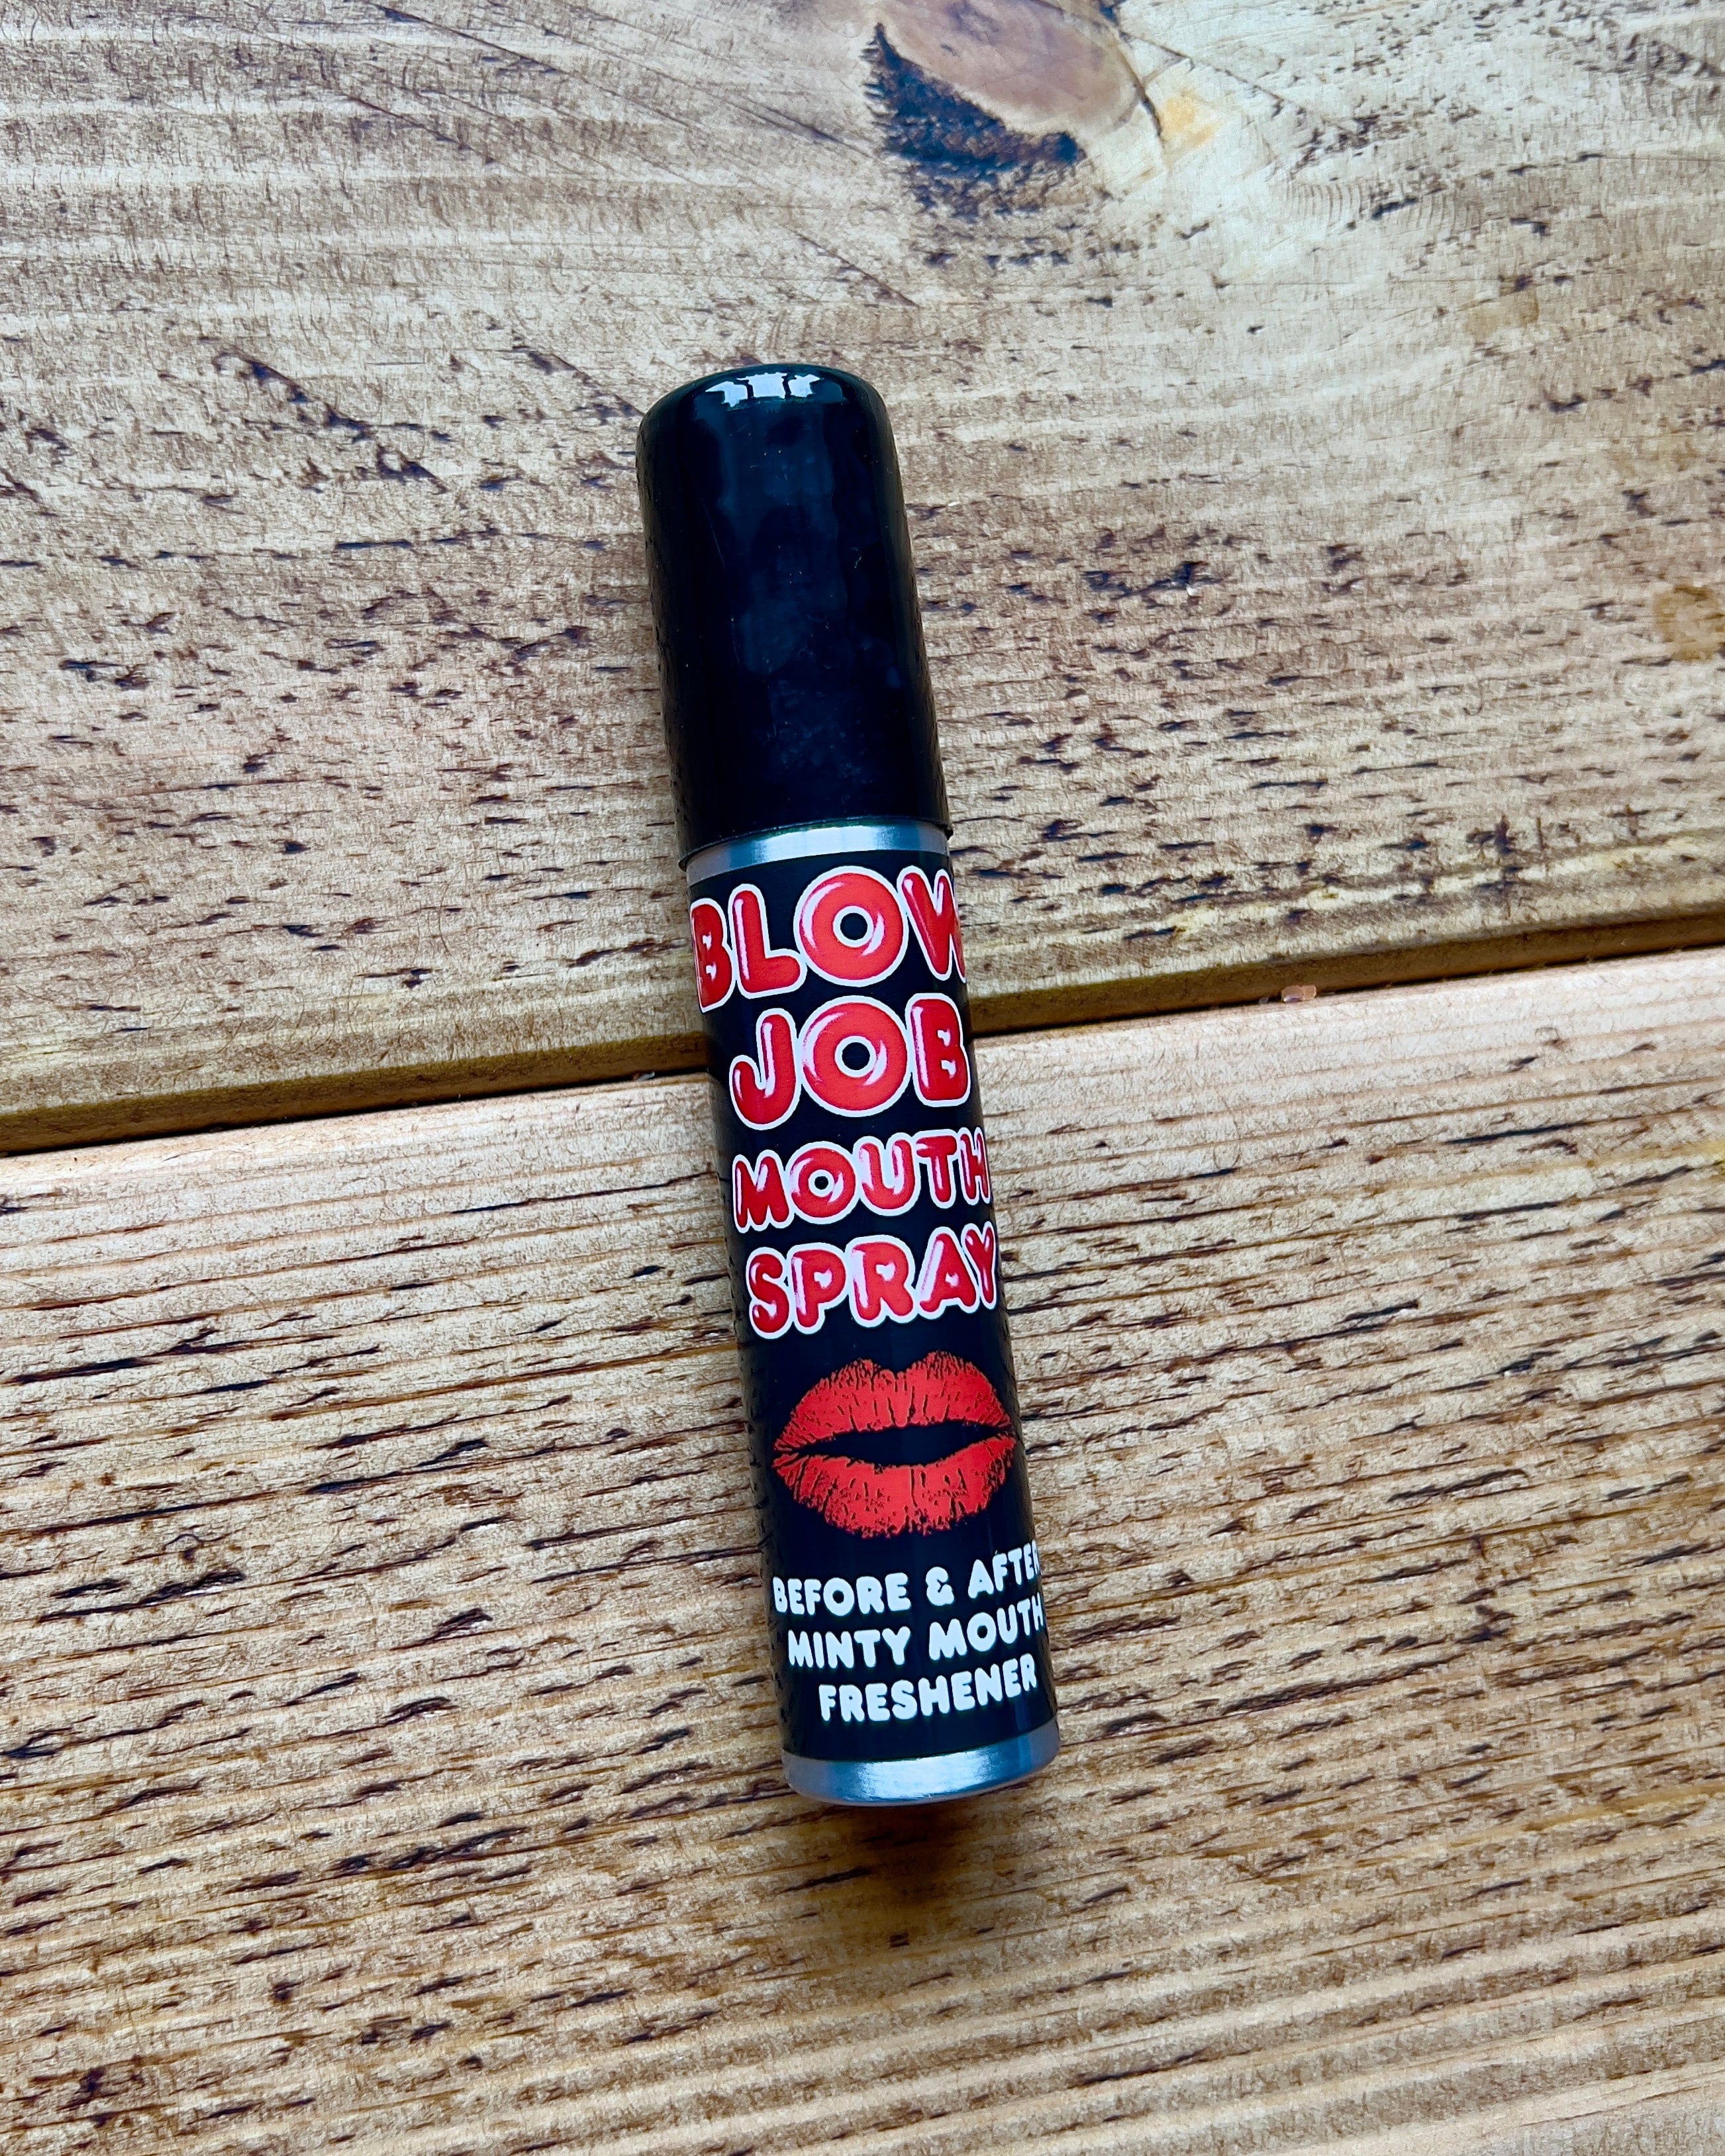 BLOW
JOB
MOUTH
SPRAY
BEFORE & AFTER
MINTY MOUTH
FRESHENER